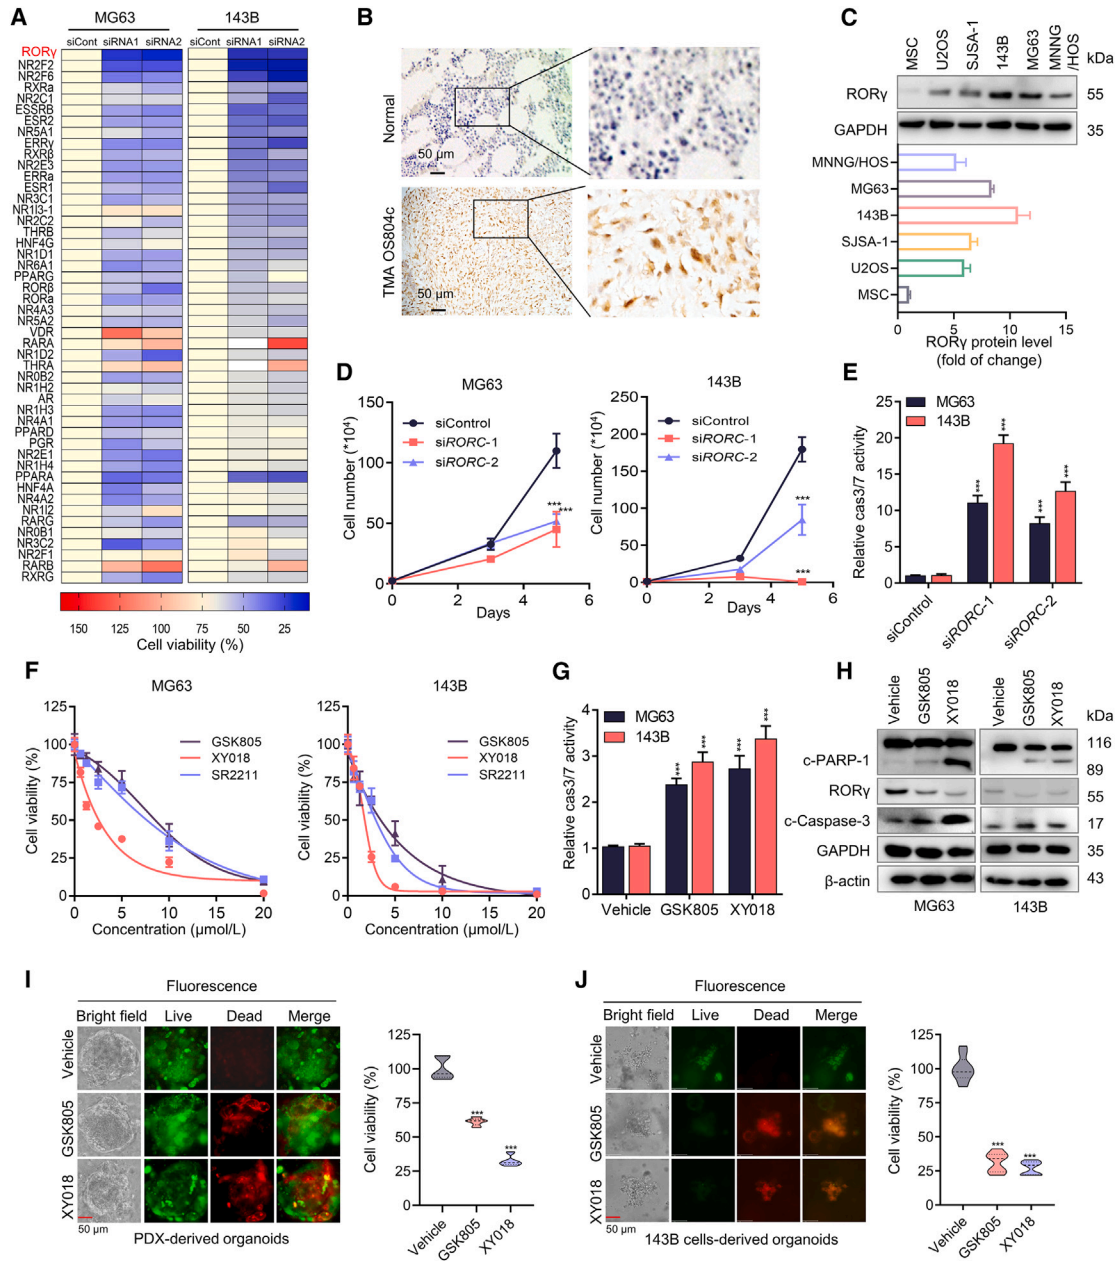 A
MG63 143B
siCont siRNA1 siRNA2 siCont siRNA1 siRNA2
RORγ
NR2F2
NR2F6
RXRa
NR2C1
ESSRB
ESR2
NR5A1
ERRγ
RXRβ
NR2E3
ERRa
ESR1
NR3C1
NR1I3-1
NR2C2
THRB
HNF4G
NR1D1
NR6A1
PPARG
RORβ
RORa
NR4A3
NR5A2
VDR
RARA
NR1D2
THRA
NR0B2
NR1H2
AR
NR1H3
NR4A1
PPARD
PGR
NR2E1
NR1H4
PPARA
HNF4A
NR4A2
NR1I2
RARG
NR0B1
NR3C2
NR2F1
RARB
RXRG
150 125 100 75 50 25
Cell viability (%)
B
Normal
50 μm
TMA OS804c
50 μm
C
MSC U2OS SJSA-1 143B MG63 MNNG/HOS kDa
RORγ 55
GAPDH 35
MNNG/HOS
MG63
143B
SJSA-1
U2OS
MSC
0 5 10 15
RORγ protein level
(fold of change)
D
MG63
Cell number (*10⁴)
150
100
50
0
siControl
siRORC-1
siRORC-2
***
***
0 2 4 6
Days
143B
Cell number (*10⁴)
250
200
150
100
50
0
siControl
siRORC-1
siRORC-2
***
***
0 2 4 6
Days
E
Relative cas3/7 activity
25
20
15
10
5
0
MG63
143B
*** *** *** ***
siControl siRORC-1 siRORC-2
F
MG63
Cell viability (%)
125
100
75
50
25
0
GSK805
XY018
SR2211
0 5 10 15 20
Concentration (μmol/L)
143B
Cell viability (%)
125
100
75
50
25
0
GSK805
XY018
SR2211
0 5 10 15 20
Concentration (μmol/L)
G
Relative cas3/7 activity
4
3
2
1
0
MG63
143B
*** *** *** ***
Vehicle GSK805 XY018
H
Vehicle GSK805 XY018 Vehicle GSK805 XY018 kDa
116
c-PARP-1
89
RORγ 55
c-Caspase-3 17
GAPDH 35
β-actin 43
MG63 143B
I
Fluorescence
Bright field Live Dead Merge
Vehicle
GSK805
XY018
50 μm
PDX-derived organoids
Cell viability (%)
125
100
75
50
25
0
***
***
Vehicle GSK805 XY018
J
Fluorescence
Bright field Live Dead Merge
Vehicle
GSK805
XY018
50 μm
143B cells-derived organoids
Cell viability (%)
125
100
75
50
25
0
*** ***
Vehicle GSK805 XY018